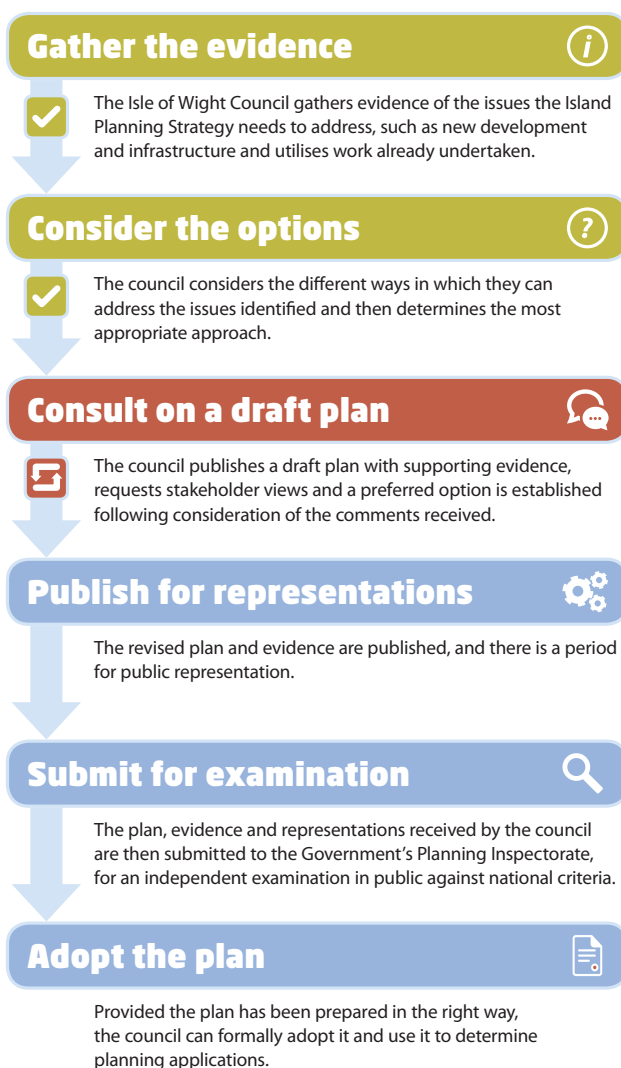 Gather the evidence
i
The Isle of Wight Council gathers evidence of the issues the Island
Planning Strategy needs to address, such as new development
and infrastructure and utilises work already undertaken.
Consider the options
?
The council considers the different ways in which they can
address the issues identified and then determines the most
appropriate approach.
Consult on a draft plan
The council publishes a draft plan with supporting evidence,
requests stakeholder views and a preferred option is established
following consideration of the comments received.
Publish for representations
The revised plan and evidence are published, and there is a period
for public representation.
Submit for examination
The plan, evidence and representations received by the council
are then submitted to the Government's Planning Inspectorate,
for an independent examination in public against national criteria.
Adopt the plan
Provided the plan has been prepared in the right way,
the council can formally adopt it and use it to determine
planning applications.